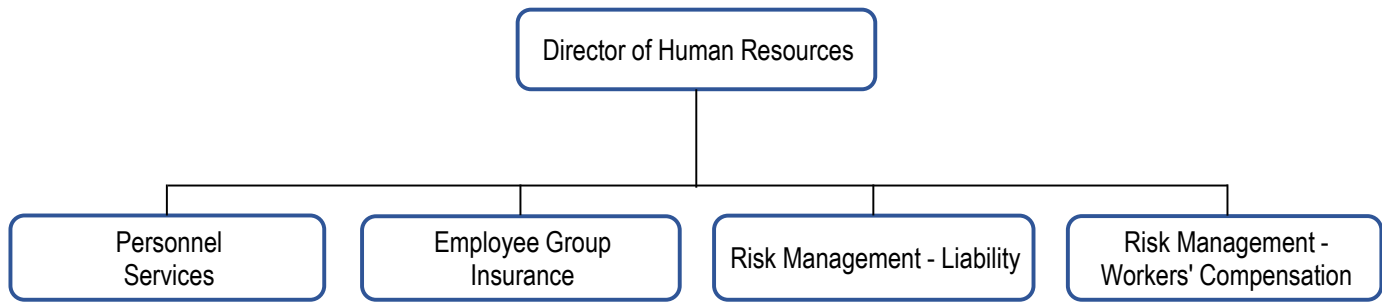 Director of Human Resources
Personnel
Services
Employee Group
Insurance
Risk Management - Liability
Risk Management -
Workers' Compensation